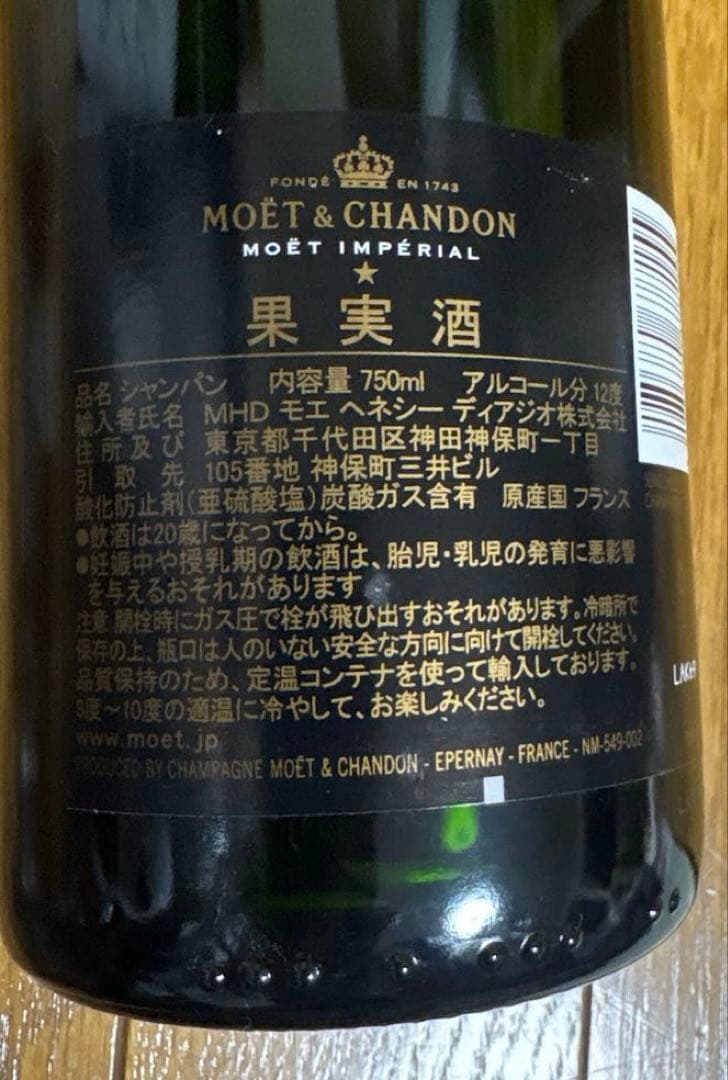 FONDÉ EN 1743
MOËT & CHANDON
MOËT IMPÉRIAL
果実酒
品名 シャンパン 内容量 750ml アルコール分 12度
輸入者氏名 MHD モエ ヘネシー ディアジオ株式会社
住所及び 東京都千代田区神田神保町一丁目
引取先 105番地 神保町三井ビル
酸化防止剤(亜硫酸塩)炭酸ガス含有 原産国 フランス
●飲酒は20歳になってから。
●妊娠中や授乳期の飲酒は、胎児・乳児の発育に悪影響
を与えるおそれがあります
注意 開栓時にガス圧で栓が飛び出すおそれがあります。冷暗所で
保存の上、瓶口は人のいない安全な方向に向けて開栓してください。
品質保持のため、定温コンテナを使って輸入しております。
8度～10度の適温に冷やして、お楽しみください。
www.moet.jp
PRODUCED BY CHAMPAGNE MOËT & CHANDON - EPERNAY - FRANCE - NM-549-002